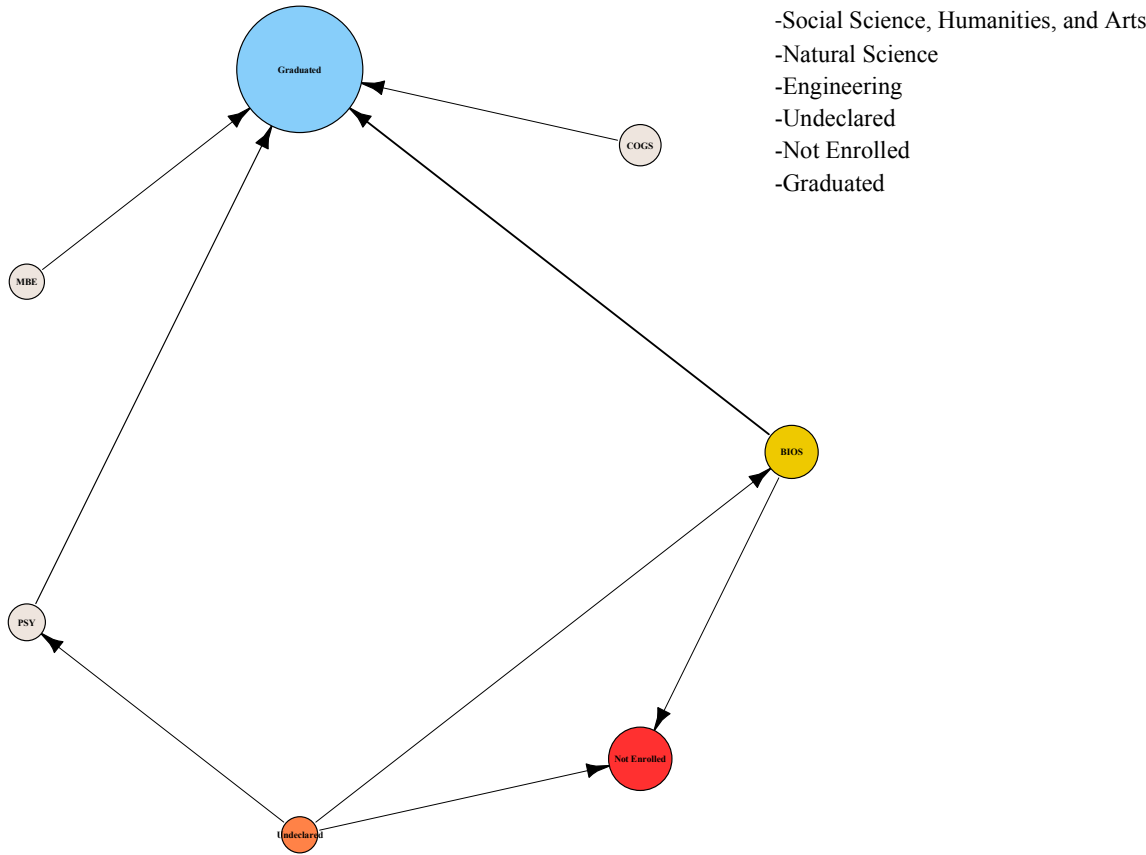 -Social Science, Humanities, and Arts
-Natural Science
-Engineering
-Undeclared
-Not Enrolled
-Graduated
Graduated
COGS
MBE
BIOS
PSY
Not Enrolled
Undeclared